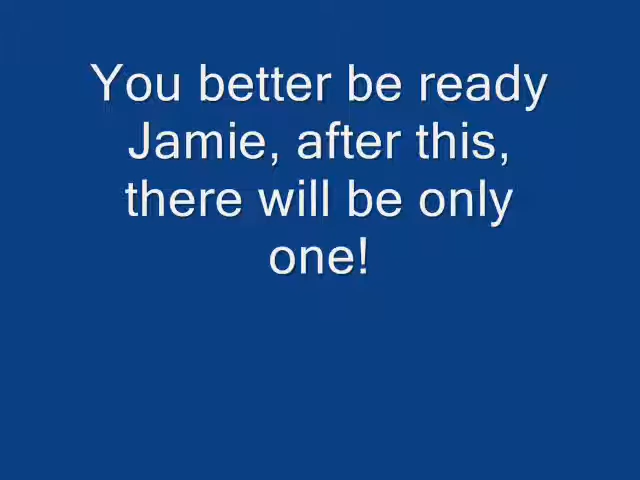 You better be ready
Jamie, after this,
there will be only
one!